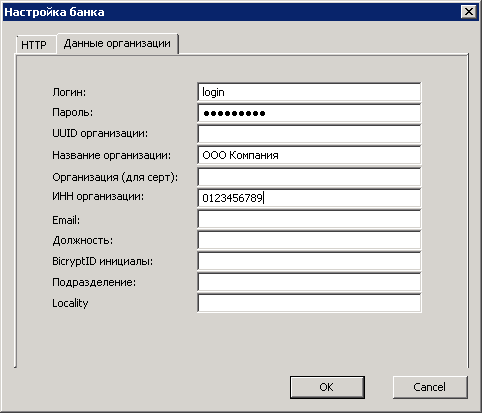 Настройка банка
HTTP Данные организации
Логин: login
Пароль: ●●●●●●●●●
UUID организации:
Название организации: ООО Компания
Организация (для серт):
ИНН организации: 0123456789
Email:
Должность:
BicryptID инициалы:
Подразделение:
Locality
OK Cancel